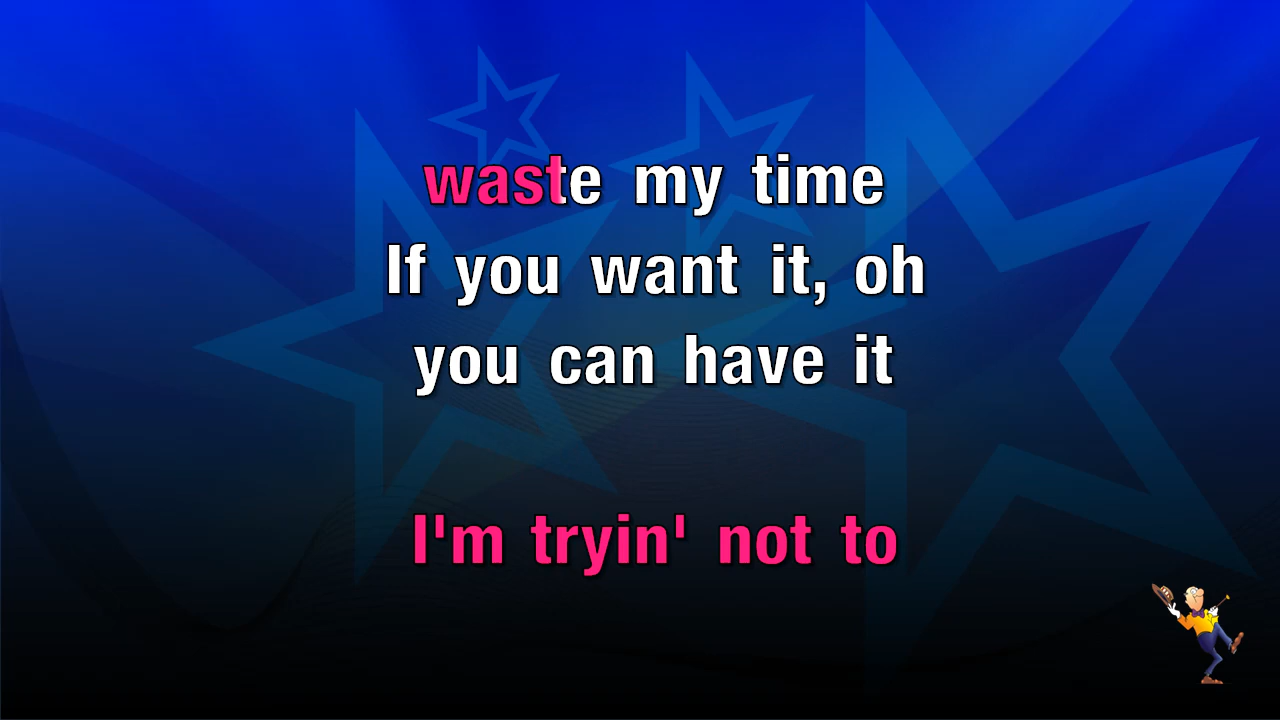 waste my time
If you want it, oh
you can have it
I'm tryin' not to